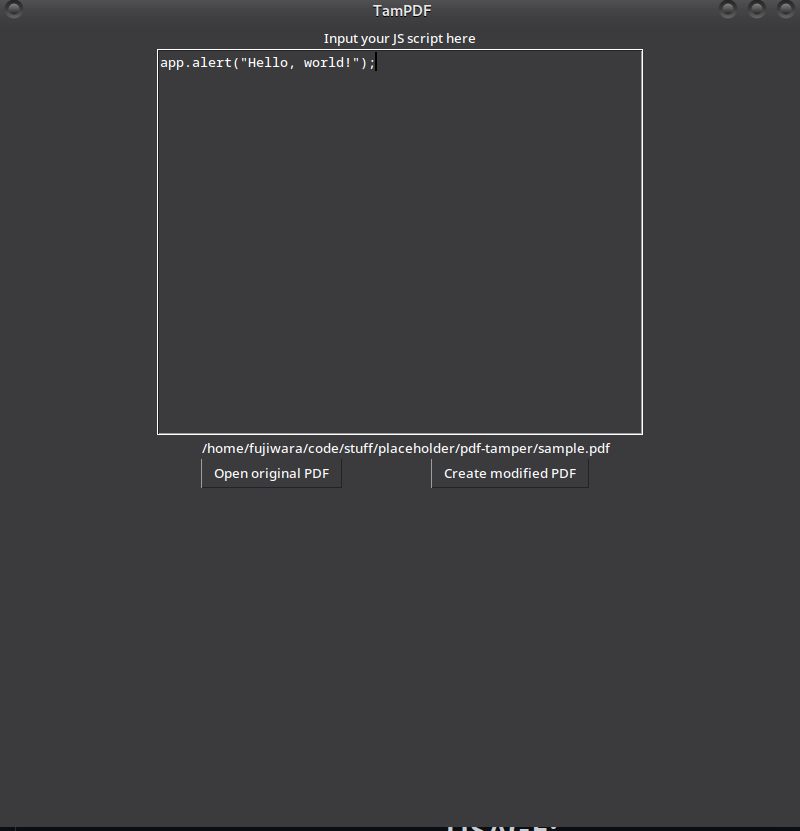 TamPDF
Input your JS script here
app.alert("Hello, world!");
/home/fujiwara/code/stuff/placeholder/pdf-tamper/sample.pdf
Open original PDF
Create modified PDF